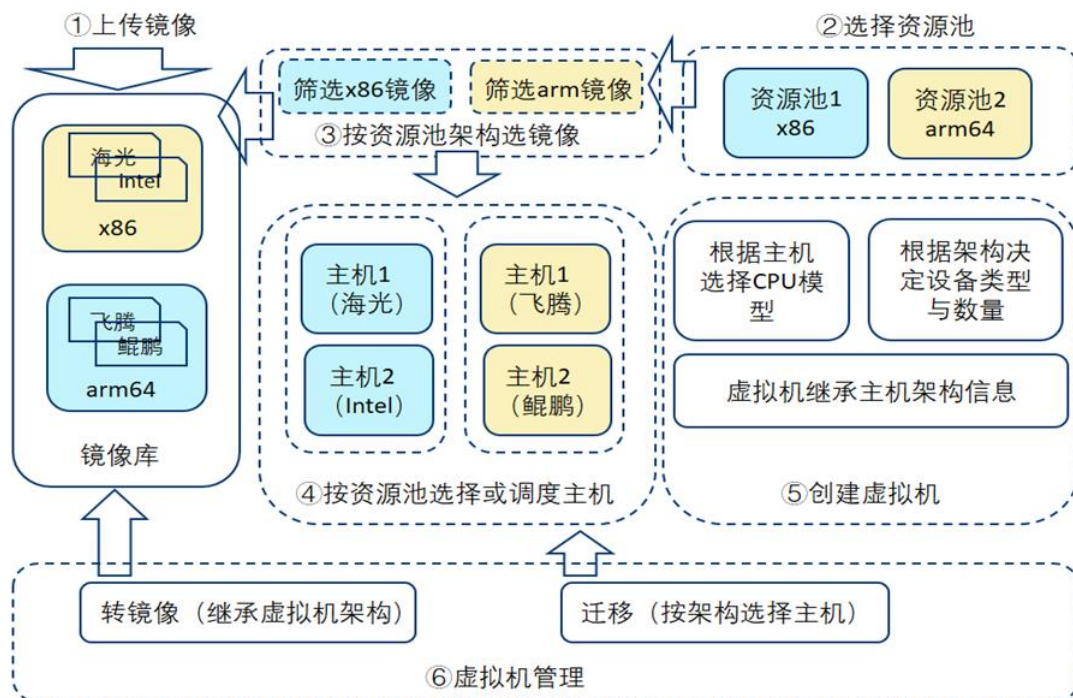 ①上传镜像
②选择资源池
筛选x86镜像
筛选arm镜像
③按资源池架构选镜像
资源池1
x86
资源池2
arm64
海光
Intel
x86
飞腾
鲲鹏
arm64
镜像库
主机1
（海光）
主机2
（Intel）
主机1
（飞腾）
主机2
（鲲鹏）
④按资源池选择或调度主机
根据主机
选择CPU模
型
根据架构决
定设备类型
与数量
虚拟机继承主机架构信息
⑤创建虚拟机
转镜像（继承虚拟机架构）
迁移（按架构选择主机）
⑥虚拟机管理